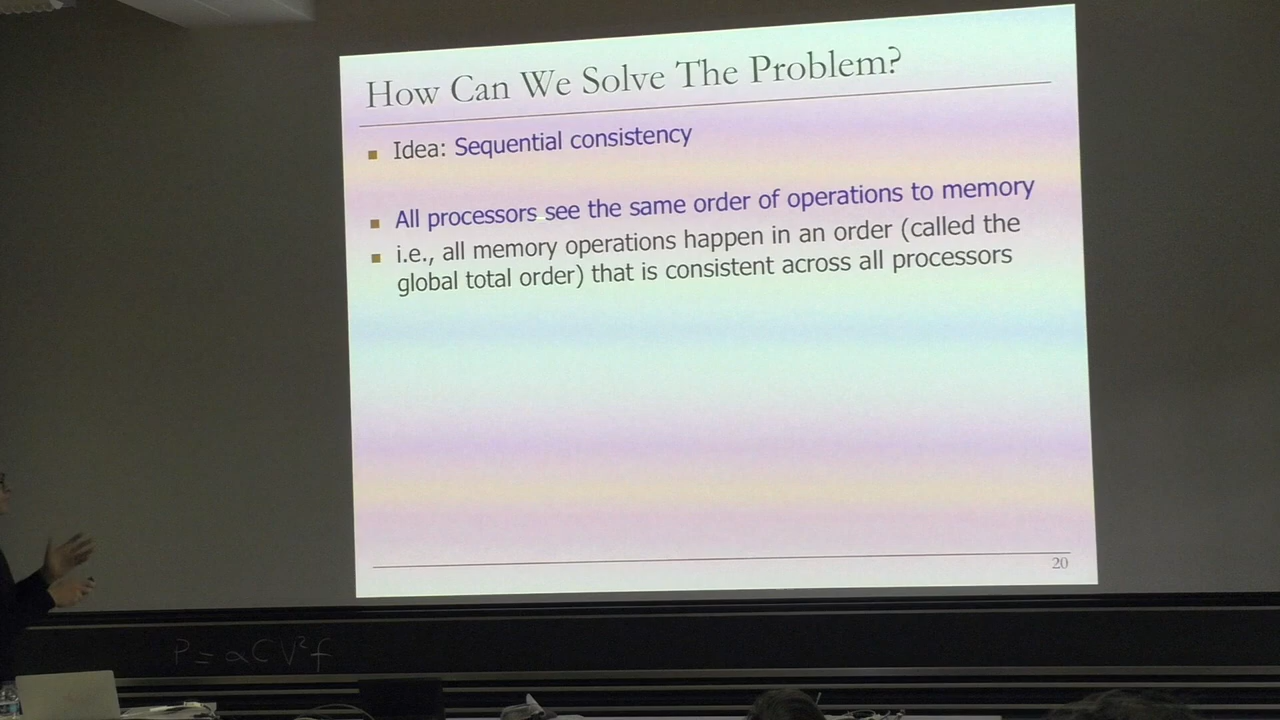 How Can We Solve The Problem?
Idea: Sequential consistency
All processors see the same order of operations to memory
i.e., all memory operations happen in an order (called the
global total order) that is consistent across all processors
20
P = αCV²f